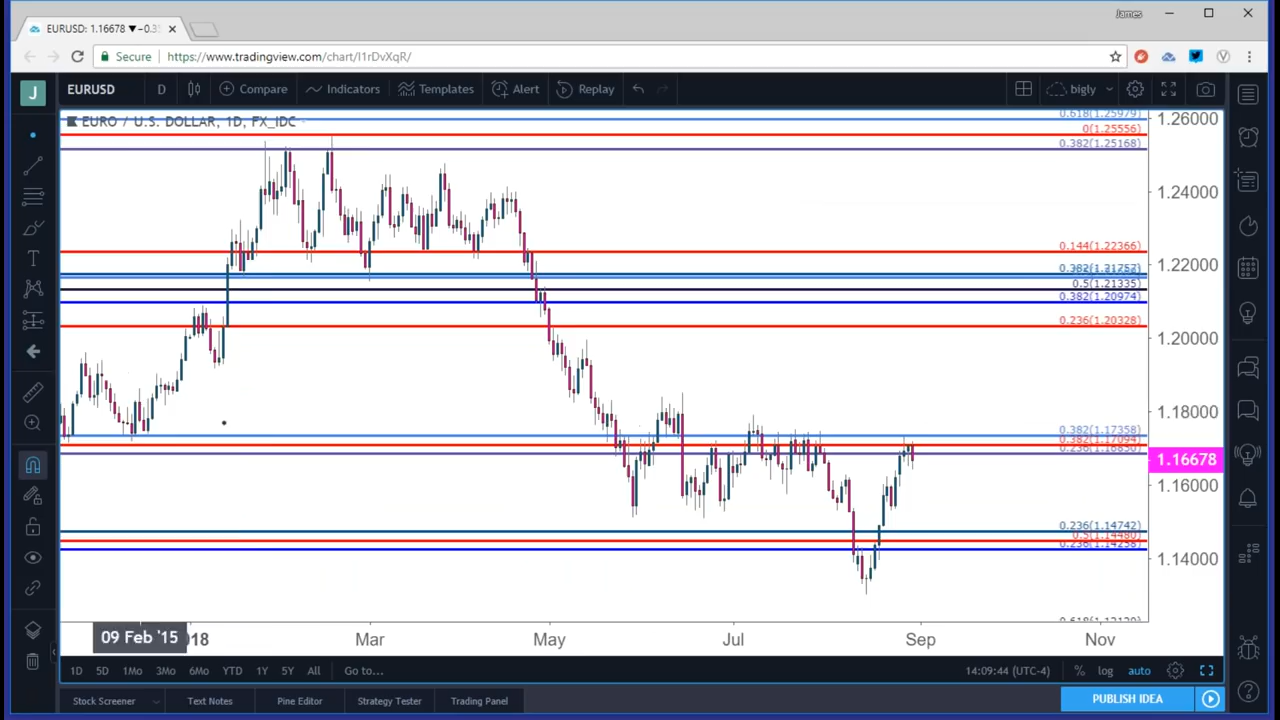 James
EURUSD: 1.16678 ▼−0.3
Secure https://www.tradingview.com/chart/I1rDvXqR/
J
EURUSD D Compare Indicators Templates Alert Replay bigly
EURO / U.S. DOLLAR, 1D, FX_IDC
0.618(1.25979)
0(1.25556)
0.382(1.25168)
0.144(1.22366)
0.382(1.21757)
0.5(1.21335)
0.382(1.20974)
0.236(1.20328)
0.382(1.17358)
0.382(1.17094)
0.236(1.16850)
0.236(1.14742)
0.5(1.14480)
0.236(1.14258)
1.26000
1.24000
1.22000
1.20000
1.18000
1.16678
1.16000
1.14000
09 Feb '15 Mar May Jul Sep Nov
1D 5D 1Mo 3Mo 6Mo YTD 1Y 5Y All Go to... 14:09:44 (UTC-4) % log auto
Stock Screener Text Notes Pine Editor Strategy Tester Trading Panel PUBLISH IDEA